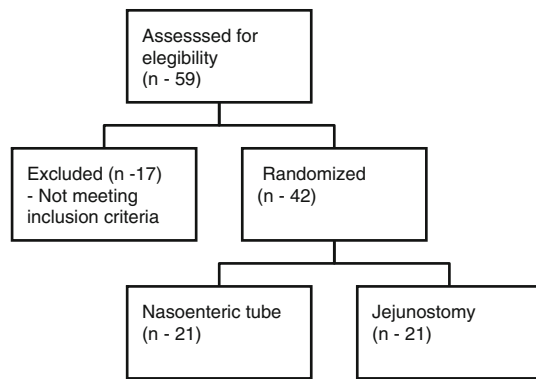 Assesssed for
elegibility
(n - 59)
Excluded (n -17)
- Not meeting
inclusion criteria
Randomized
(n - 42)
Nasoenteric tube
(n - 21)
Jejunostomy
(n - 21)